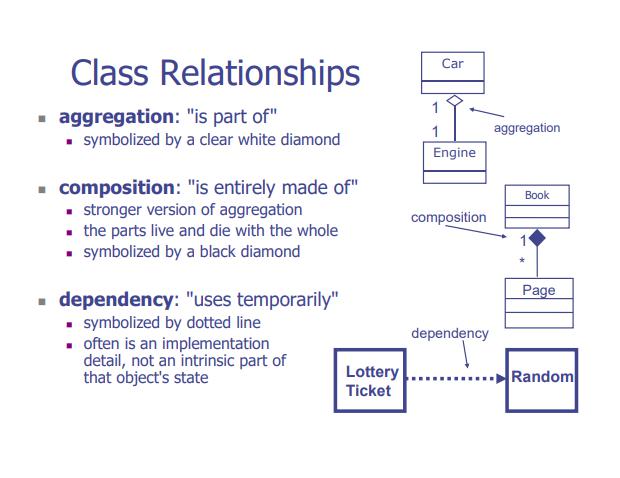 Class Relationships
aggregation: "is part of"
symbolized by a clear white diamond
composition: "is entirely made of"
stronger version of aggregation
the parts live and die with the whole
symbolized by a black diamond
dependency: "uses temporarily"
symbolized by dotted line
often is an implementation
detail, not an intrinsic part of
that object's state
Car
1
aggregation
1
Engine
Book
composition
1
*
Page
dependency
Lottery
Ticket
Random